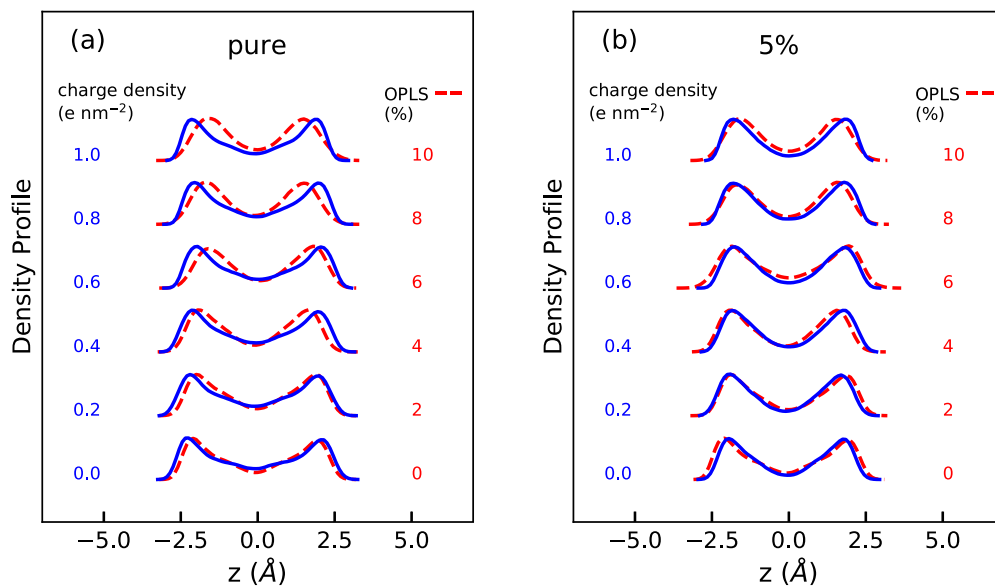 (a)
pure
charge density
(e nm⁻²)
OPLS
(%)
1.0
10
0.8
8
0.6
6
0.4
4
0.2
2
0.0
0
Density Profile
−5.0 −2.5 0.0 2.5 5.0
z (Å)
(b)
5%
charge density
(e nm⁻²)
OPLS
(%)
1.0
10
0.8
8
0.6
6
0.4
4
0.2
2
0.0
0
Density Profile
−5.0 −2.5 0.0 2.5 5.0
z (Å)